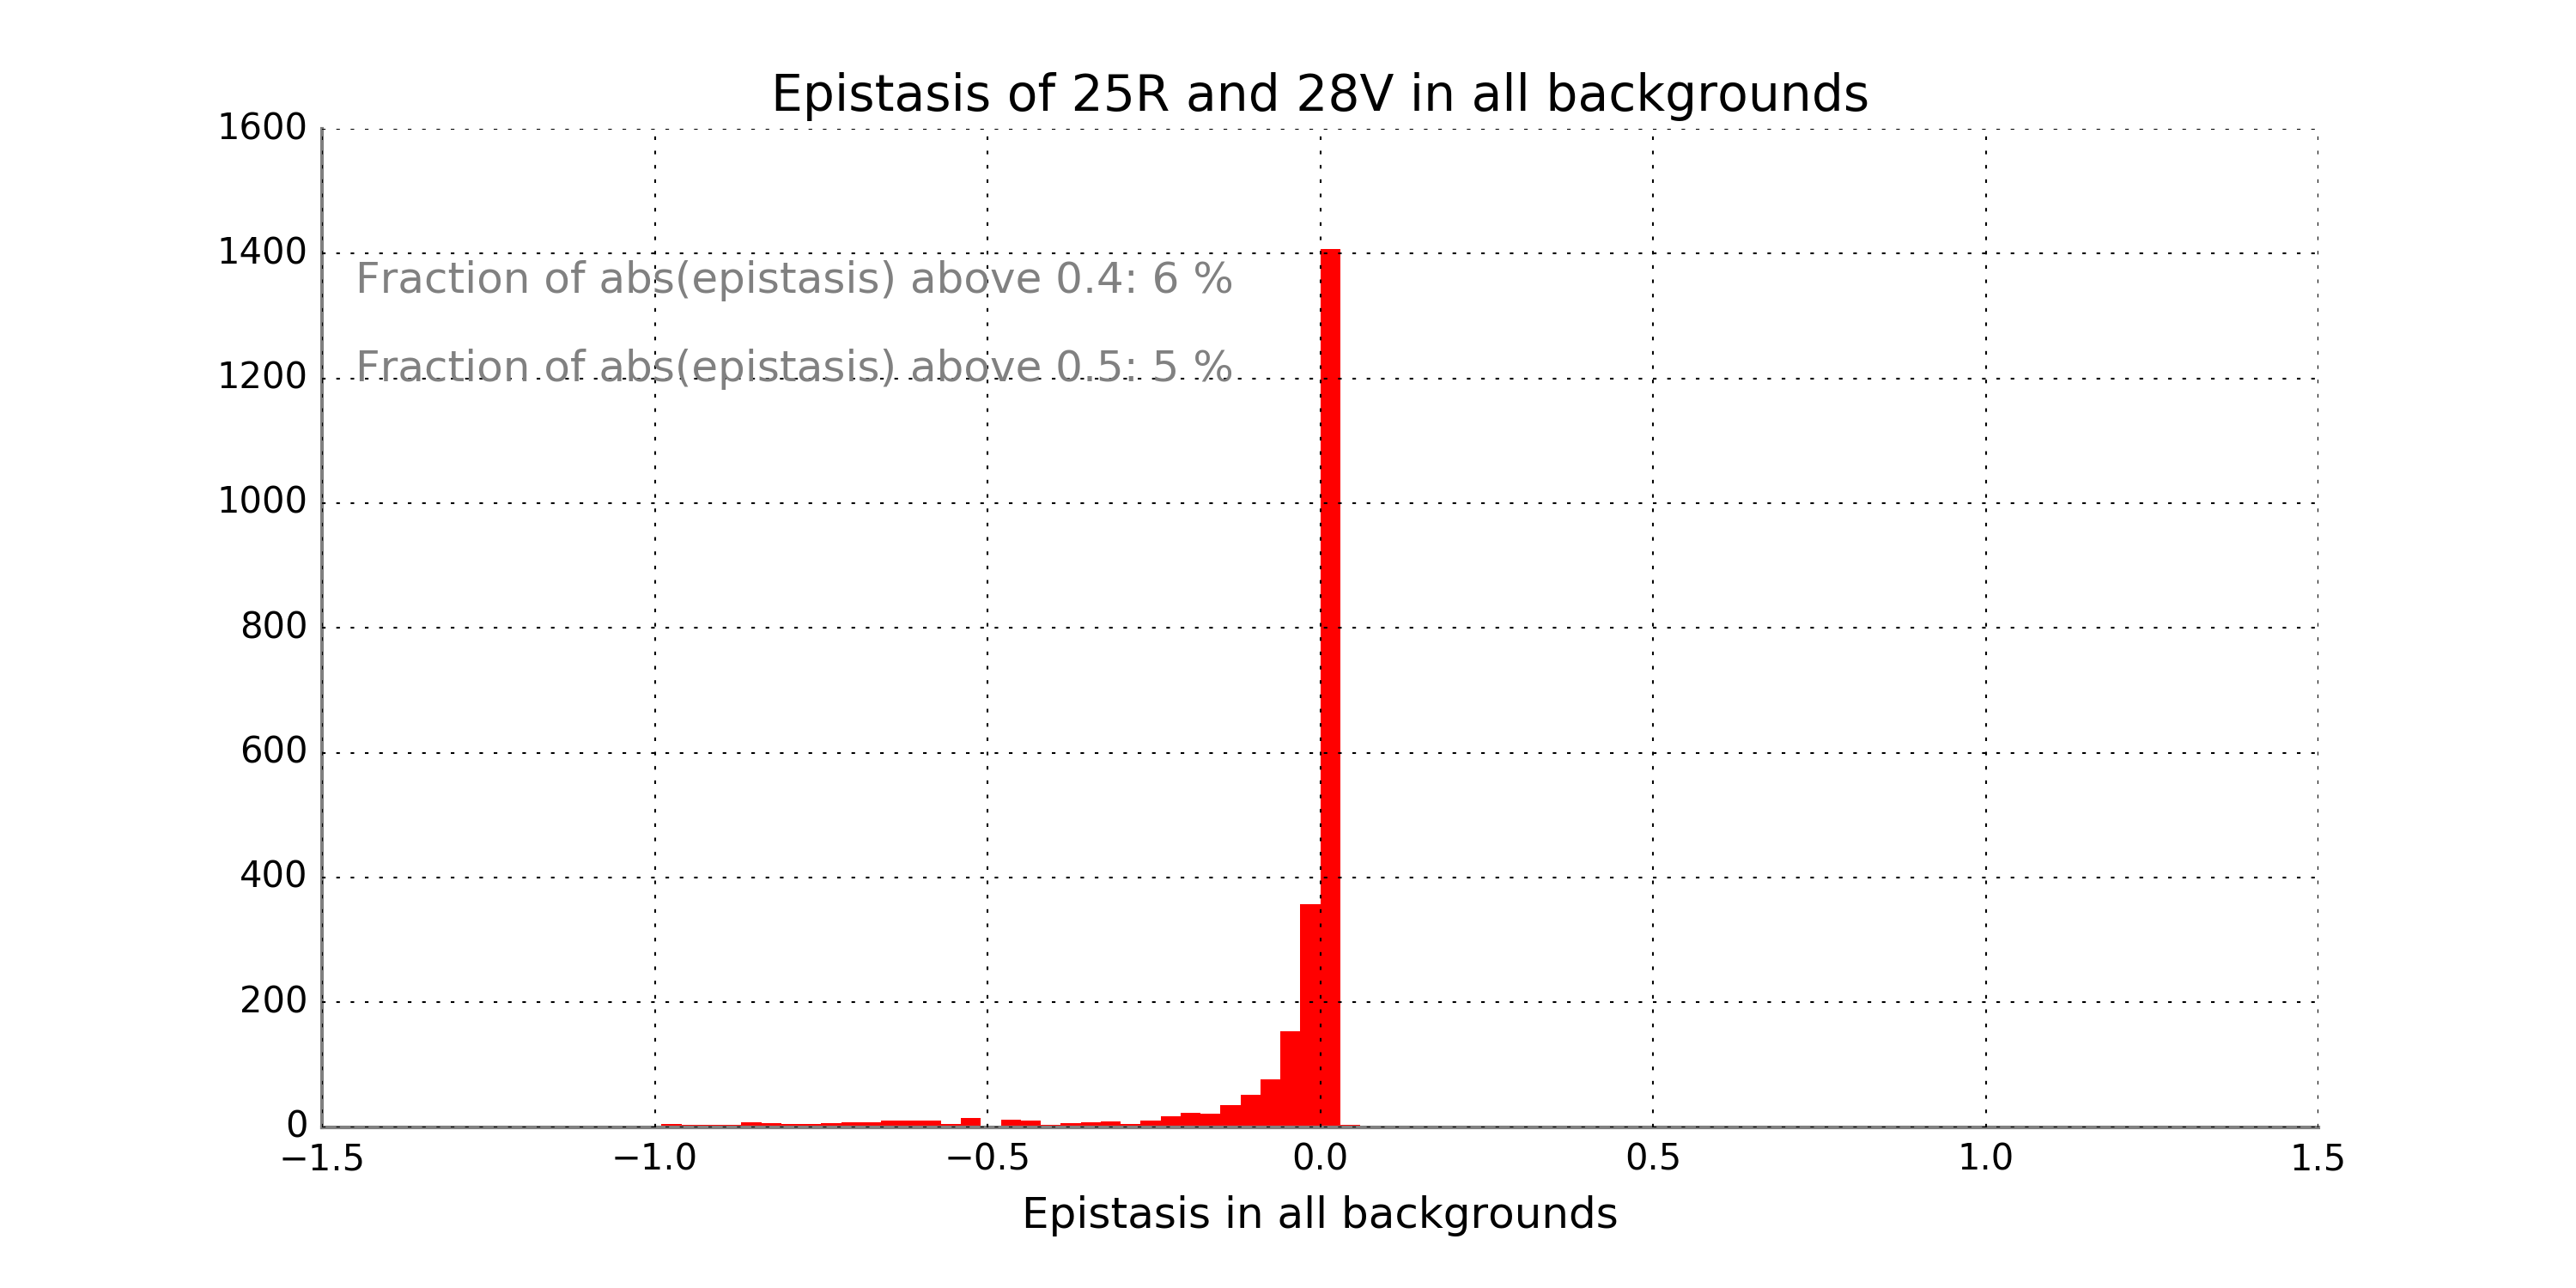 Epistasis of 25R and 28V in all backgrounds
1600
1400
Fraction of abs(epistasis) above 0.4: 6 %
Fraction of abs(epistasis) above 0.5: 5 %
1200
1000
800
600
400
200
0
−1.5 −1.0 −0.5 0.0 0.5 1.0 1.5
Epistasis in all backgrounds